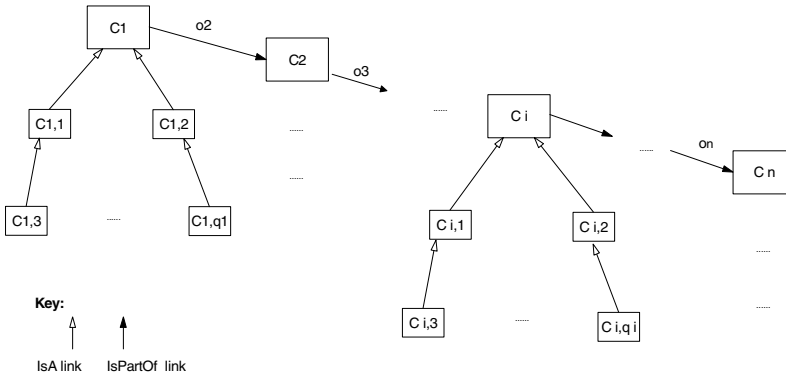 C1
o2
C2
o3
......
C i
......
on
C n
C1,1
C1,2
......
......
C i,1
C i,2
......
C1,3
......
C1,q1
C i,3
......
C i,q i
......
Key:
IsA link
IsPartOf link